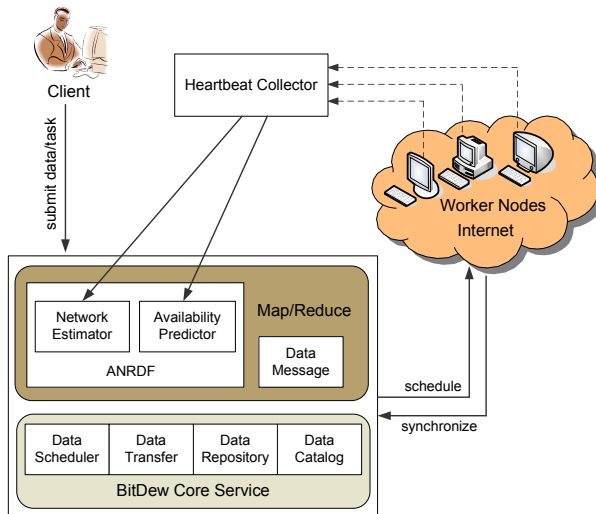 Client
Heartbeat Collector
submit data/task
Worker Nodes
Internet
Network
Estimator
Availability
Predictor
ANRDF
Map/Reduce
Data
Message
schedule
synchronize
Data
Scheduler
Data
Transfer
Data
Repository
Data
Catalog
BitDew Core Service